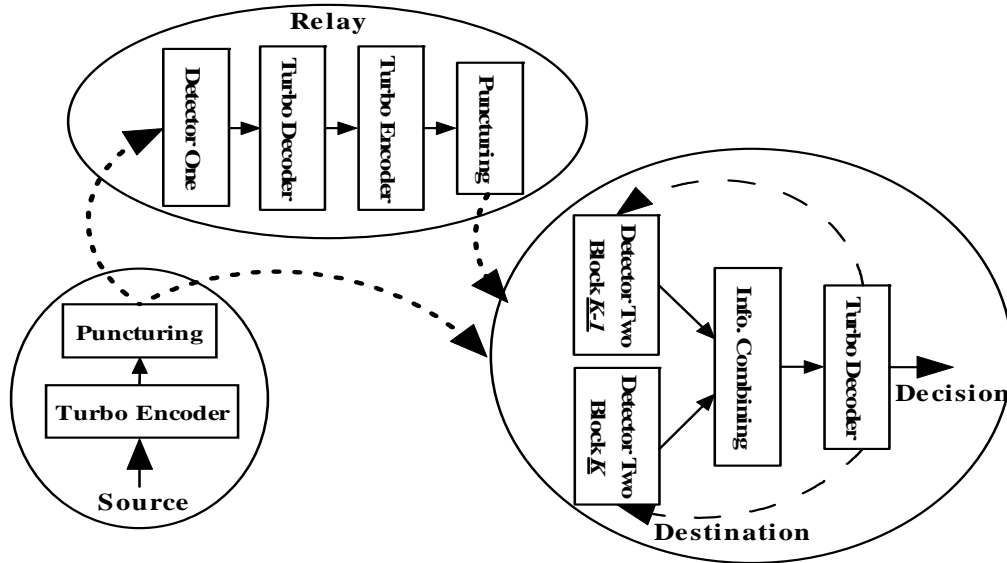 Relay
Detector One
Turbo Decoder
Turbo Encoder
Puncturing
Puncturing
Turbo Encoder
Source
Detector Two
Block K-1
Detector Two
Block K
Info. Combining
Turbo Decoder
Decision
Destination